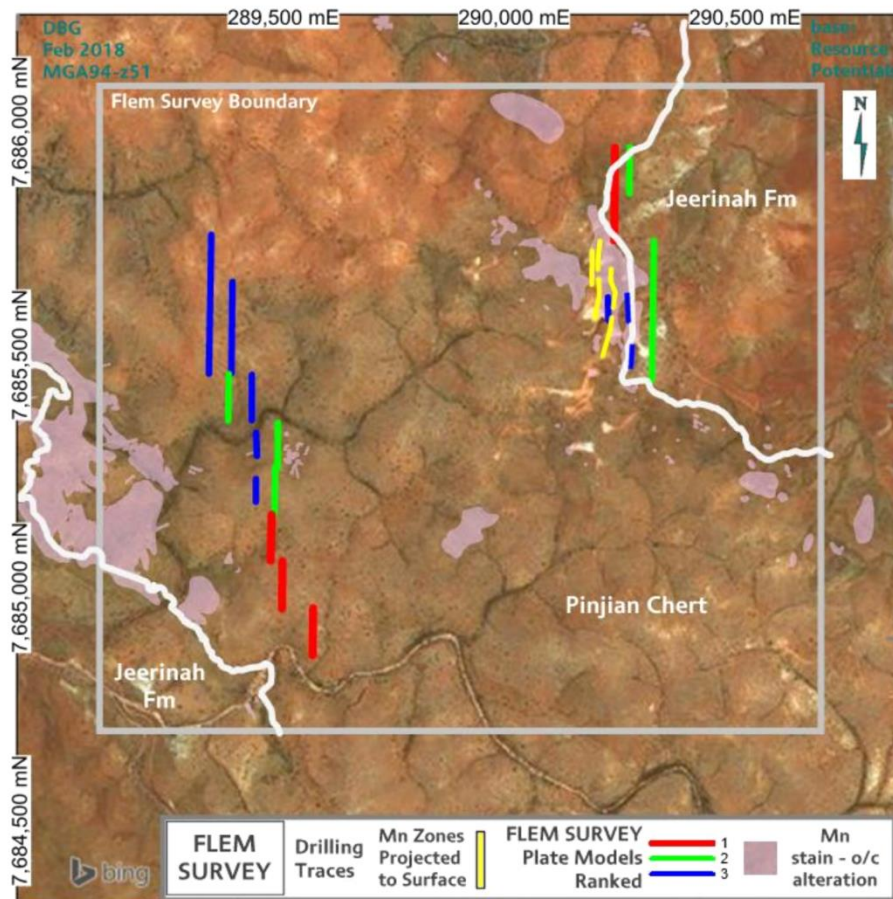 289,500 mE
290,000 mE
290,500 mE
DBG
Feb 2018
MGA94-z51
base:
Resource
Potential
Flem Survey Boundary
N
7,686,000 mN
Jeerinah Fm
7,685,500 mN
7,685,000 mN
Pinjian Chert
Jeerinah
Fm
7,684,500 mN
bing
FLEM
SURVEY
Drilling
Traces
Mn Zones
Projected
to Surface
FLEM SURVEY
Plate Models
Ranked
1
2
3
Mn
stain - o/c
alteration